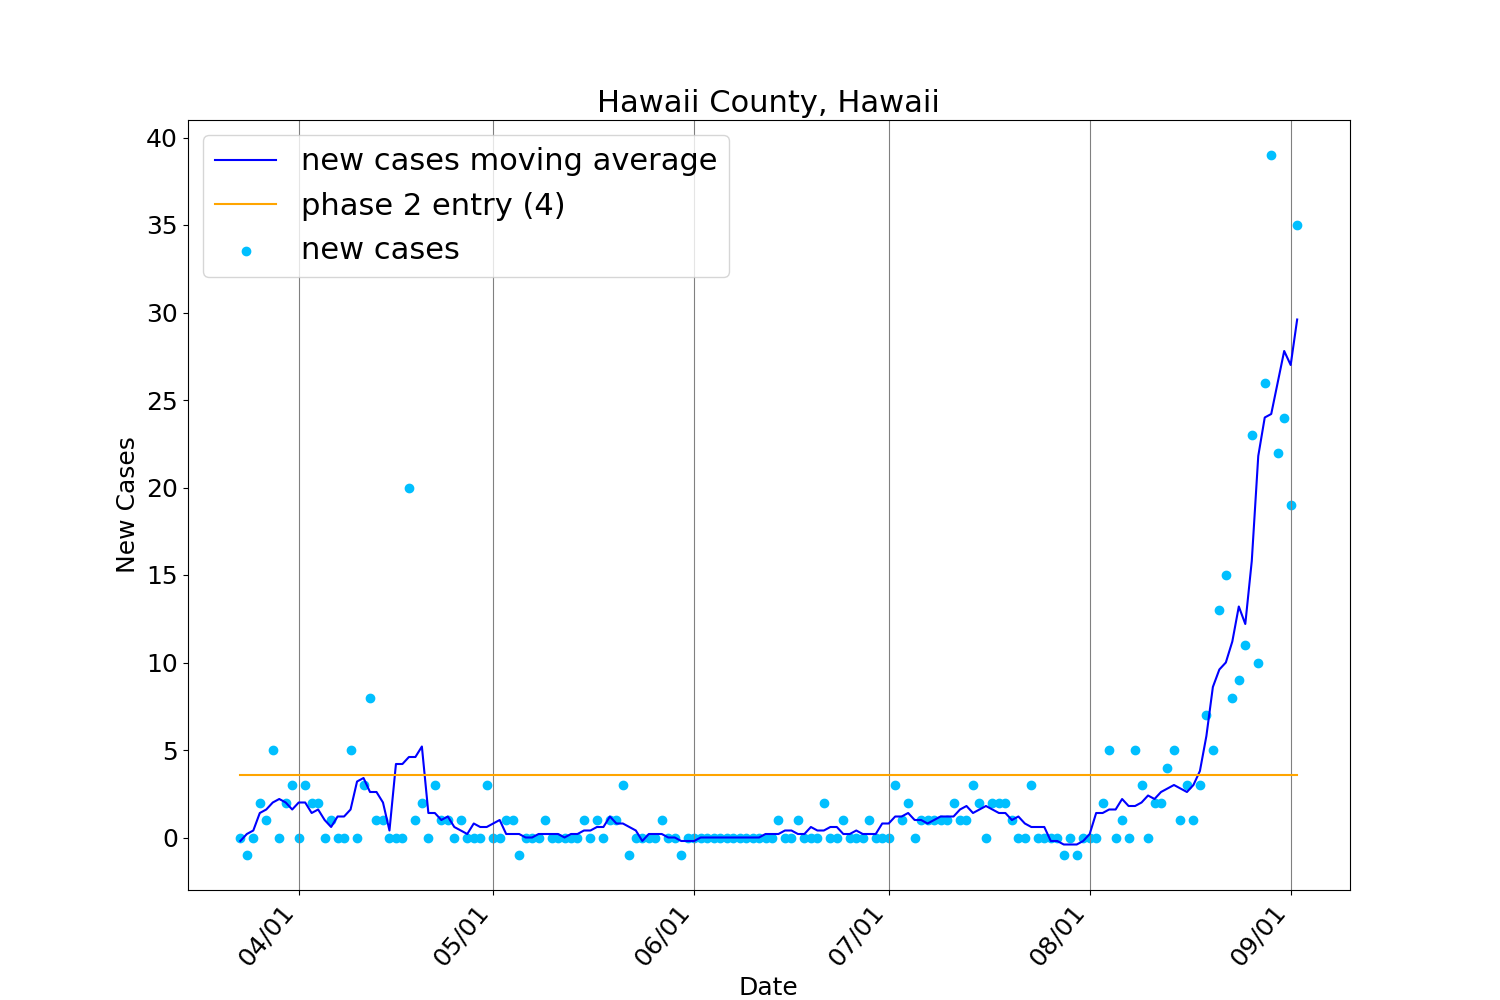 Hawaii County, Hawaii
new cases moving average
phase 2 entry (4)
new cases
New Cases
40
35
30
25
20
15
10
5
0
04/01
05/01
06/01
07/01
08/01
09/01
Date